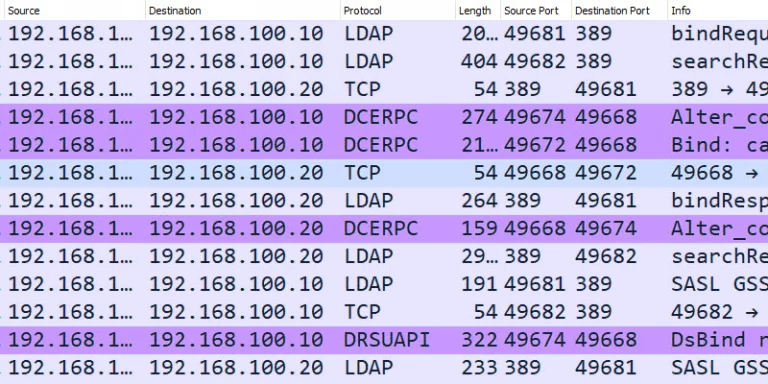 Source Destination Protocol Length Source Port Destination Port Info
192.168.1… 192.168.100.10 LDAP 20… 49681 389 bindRequ
192.168.1… 192.168.100.10 LDAP 404 49682 389 searchRe
192.168.1… 192.168.100.20 TCP 54 389 49681 389 → 49
192.168.1… 192.168.100.10 DCERPC 274 49674 49668 Alter_co
192.168.1… 192.168.100.10 DCERPC 21… 49672 49668 Bind: ca
192.168.1… 192.168.100.20 TCP 54 49668 49672 49668 →
192.168.1… 192.168.100.20 LDAP 264 389 49681 bindResp
192.168.1… 192.168.100.20 DCERPC 159 49668 49674 Alter_co
192.168.1… 192.168.100.20 LDAP 29… 389 49682 searchRe
192.168.1… 192.168.100.10 LDAP 191 49681 389 SASL GSS
192.168.1… 192.168.100.10 TCP 54 49682 389 49682 →
192.168.1… 192.168.100.10 DRSUAPI 322 49674 49668 DsBind r
192.168.1… 192.168.100.20 LDAP 233 389 49681 SASL GSS